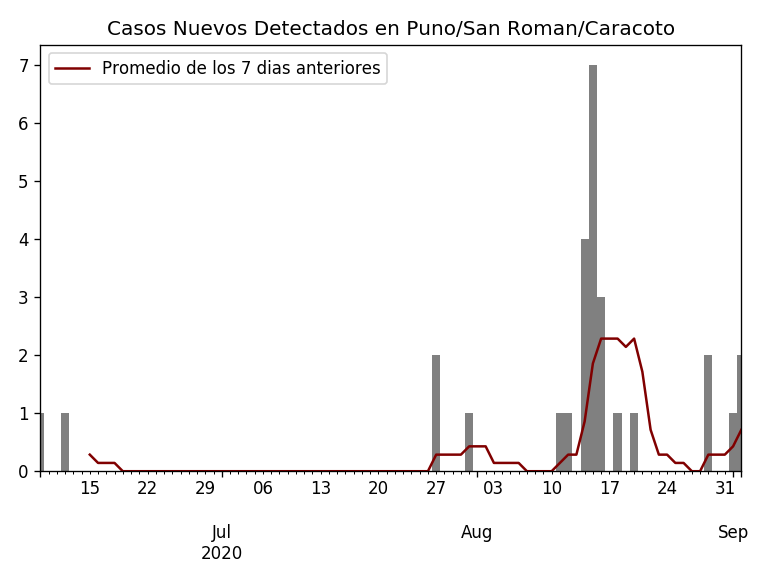 Casos Nuevos Detectados en Puno/San Roman/Caracoto
Promedio de los 7 dias anteriores
7
6
5
4
3
2
1
0
15 22 29 06 13 20 27 03 10 17 24 31
Jul Aug Sep
2020